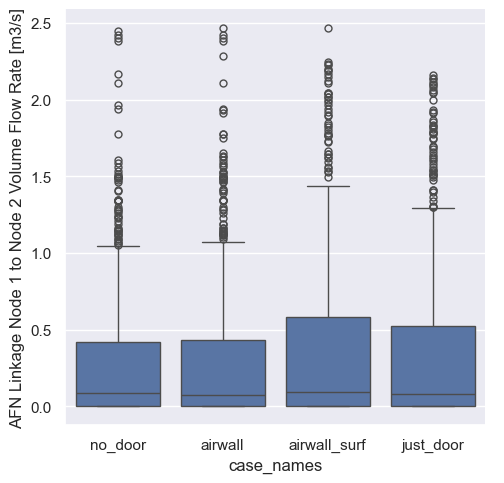 AFN Linkage Node 1 to Node 2 Volume Flow Rate [m3/s]
2.5
2.0
1.5
1.0
0.5
0.0
no_door airwall airwall_surf just_door
case_names